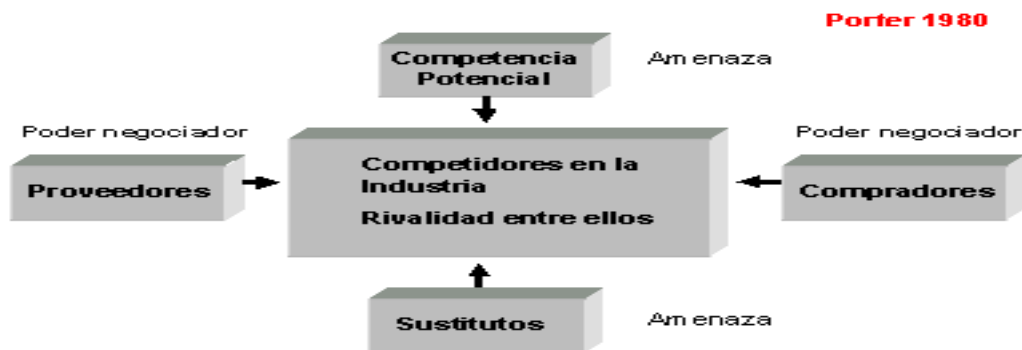 Porter 1980
Competencia
Potencial
Amenaza
Poder negociador
Poder negociador
Proveedores
Competidores en la
Industria
Rivalidad entre ellos
Compradores
Sustitutos
Amenaza